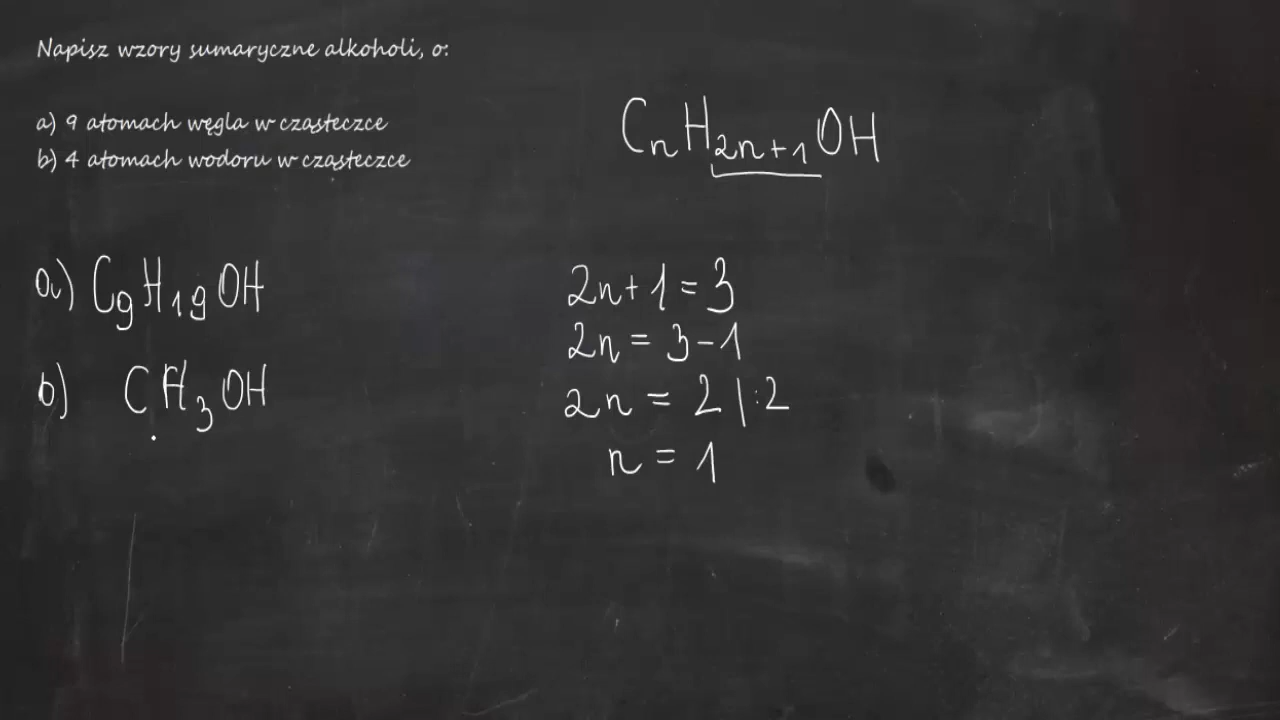 Napisz wzory sumaryczne alkoholi, o:
a) 9 atomach węgla w cząsteczce
b) 4 atomach wodoru w cząsteczce
CnH2n+1OH
a) C9H19OH
b) CH3OH
2n+1=3
2n = 3-1
2n = 2 |:2
n = 1